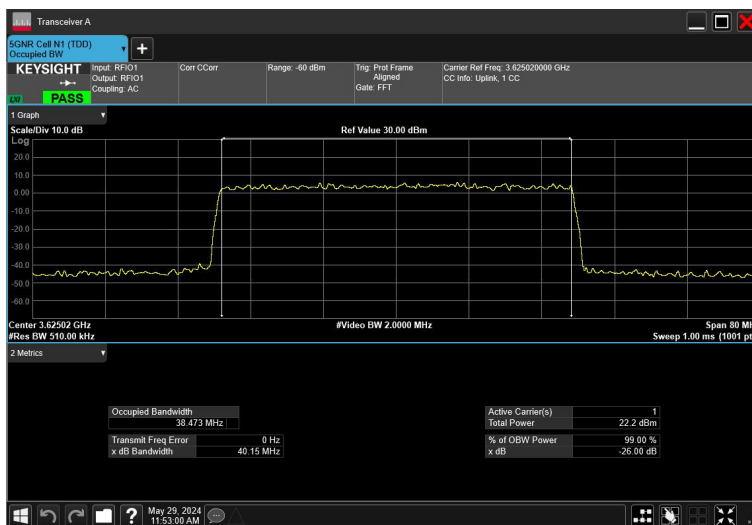 Transceiver A
5GNR Cell N1 (TDD)
Occupied BW
KEYSIGHT
LXI
PASS
Input: RFIO1
Output: RFIO1
Coupling: AC
Corr CCorr
Range: -60 dBm
Trig: Prot Frame
Aligned
Gate: FFT
Carrier Ref Freq: 3.625020000 GHz
CC Info: Uplink, 1 CC
1 Graph
Scale/Div 10.0 dB
Ref Value 30.00 dBm
Log
20.0
10.0
0.00
-10.0
-20.0
-30.0
-40.0
-50.0
-60.0
Center 3.62502 GHz
#Video BW 2.0000 MHz
Span 80 MH
#Res BW 510.00 kHz
Sweep 1.00 ms (1001 pt
2 Metrics
Occupied Bandwidth
38.473 MHz
Transmit Freq Error 0 Hz
x dB Bandwidth 40.15 MHz
Active Carrier(s) 1
Total Power 22.2 dBm
% of OBW Power 99.00 %
x dB -26.00 dB
May 29, 2024
11:53:00 AM